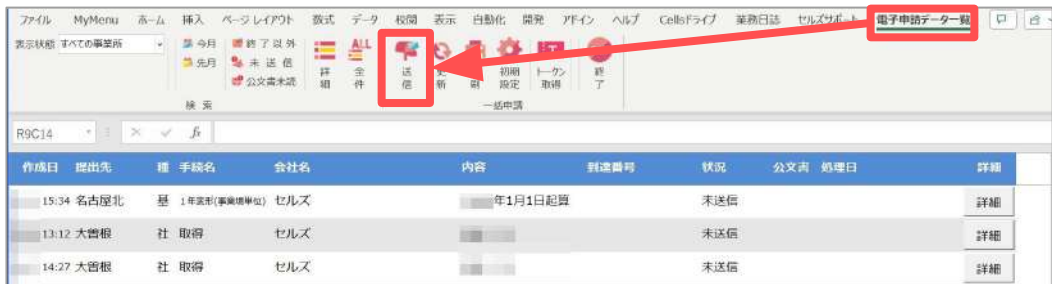 ファイル MyMenu ホーム 挿入 ページ レイアウト 数式 データ 校閲 表示 自動化 開発 アドイン ヘルプ Cellsドライブ 業務日誌 セルズサポート 電子申請データ一覧
表示状態 すべての事業所 今月 終了以外 ALL
先月 未送信 詳細 全件 送信 更新 刷 初期設定 トークン取得 終了
公文書未読
検索 一括申請
R9C14 fx
作成日 提出先 種 手続名 会社名 内容 到達番号 状況 公文書 処理日 詳細
15:34 名古屋北 基 1年変形(事業場単位) セルズ 年1月1日起算 未送信 詳細
13:12 大曽根 社 取得 セルズ 未送信 詳細
14:27 大曽根 社 取得 セルズ 未送信 詳細